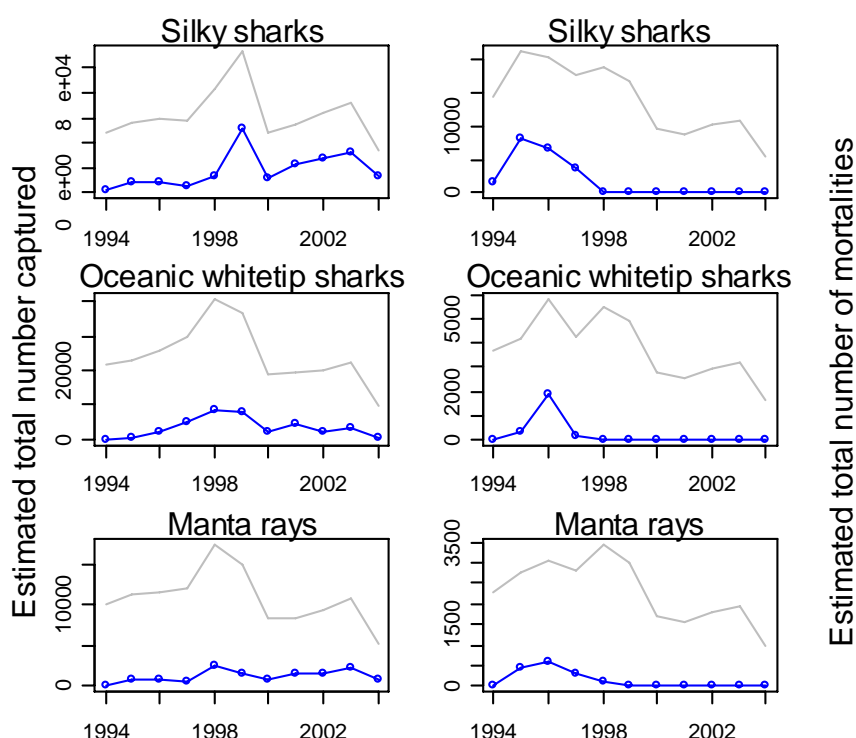 Silky sharks
Silky sharks
Estimated total number captured
Estimated total number of mortalities
0 e+00 8 e+04
1994 1998 2002
0 10000
1994 1998 2002
Oceanic whitetip sharks
Oceanic whitetip sharks
0 20000
1994 1998 2002
0 2000 5000
1994 1998 2002
Manta rays
Manta rays
0 10000
1994 1998 2002
0 1500 3500
1994 1998 2002